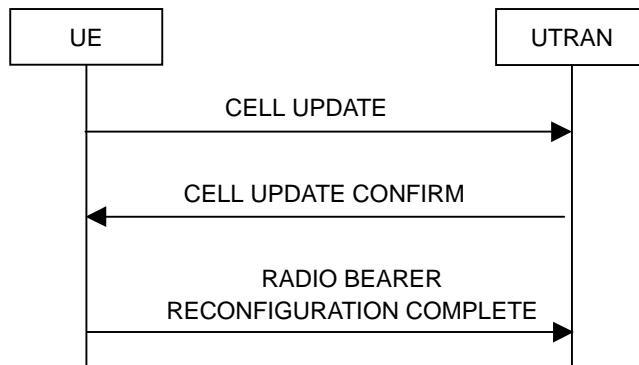 UE
UTRAN
CELL UPDATE
CELL UPDATE CONFIRM
RADIO BEARER
RECONFIGURATION COMPLETE